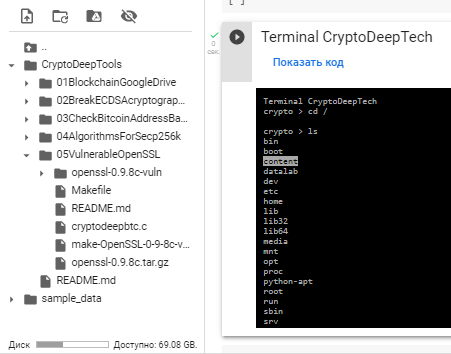 [ ]
..
CryptoDeepTools
01BlockchainGoogleDrive
02BreakECDSAcryptograp...
03CheckBitcoinAddressBa...
04AlgorithmsForSecp256k
05VulnerableOpenSSL
openssl-0.9.8c-vuln
Makefile
README.md
cryptodeepbtc.c
make-OpenSSL-0-9-8c-v...
openssl-0.9.8c.tar.gz
README.md
sample_data
Диск
Доступно: 69.08 GB.
0
сек.
Terminal CryptoDeepTech
Показать код
Terminal CryptoDeepTech
crypto > cd /
crypto > ls
bin
boot
content
datalab
dev
etc
home
lib
lib32
lib64
media
mnt
opt
proc
python-apt
root
run
sbin
srv